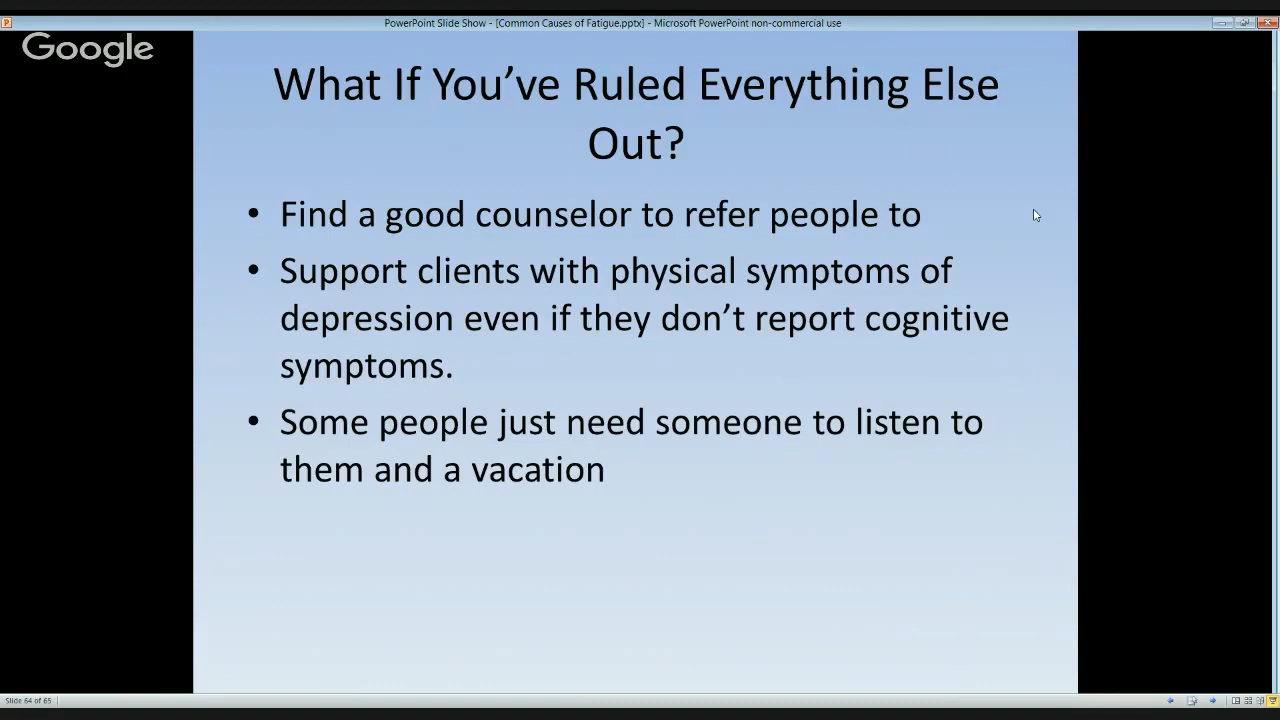 PowerPoint Slide Show - [Common Causes of Fatigue.pptx] - Microsoft PowerPoint non-commercial use
Google
What If You’ve Ruled Everything Else
Out?
• Find a good counselor to refer people to
• Support clients with physical symptoms of
depression even if they don’t report cognitive
symptoms.
• Some people just need someone to listen to
them and a vacation
Slide 64 of 65